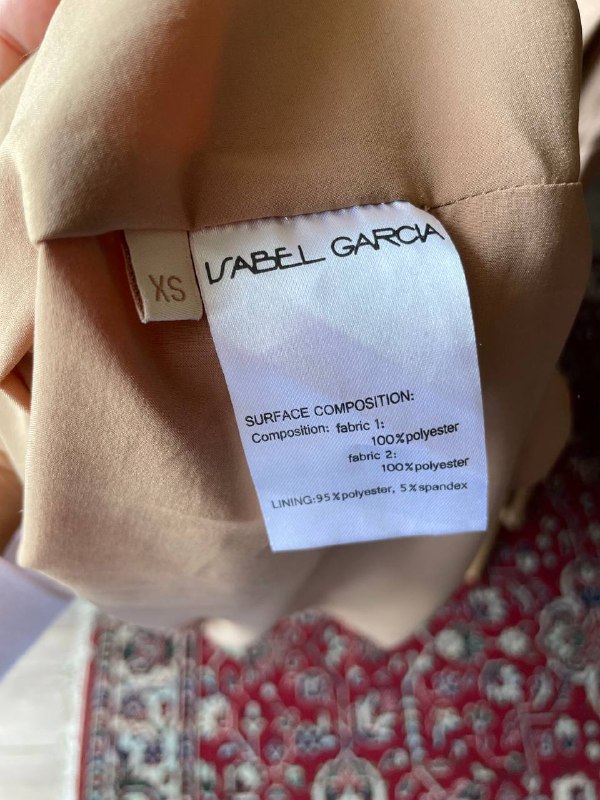 XS
ISABEL GARCIA
SURFACE COMPOSITION:
Composition: fabric 1:
100%polyester
fabric 2:
100%polyester
LINING:95%polyester, 5%spandex